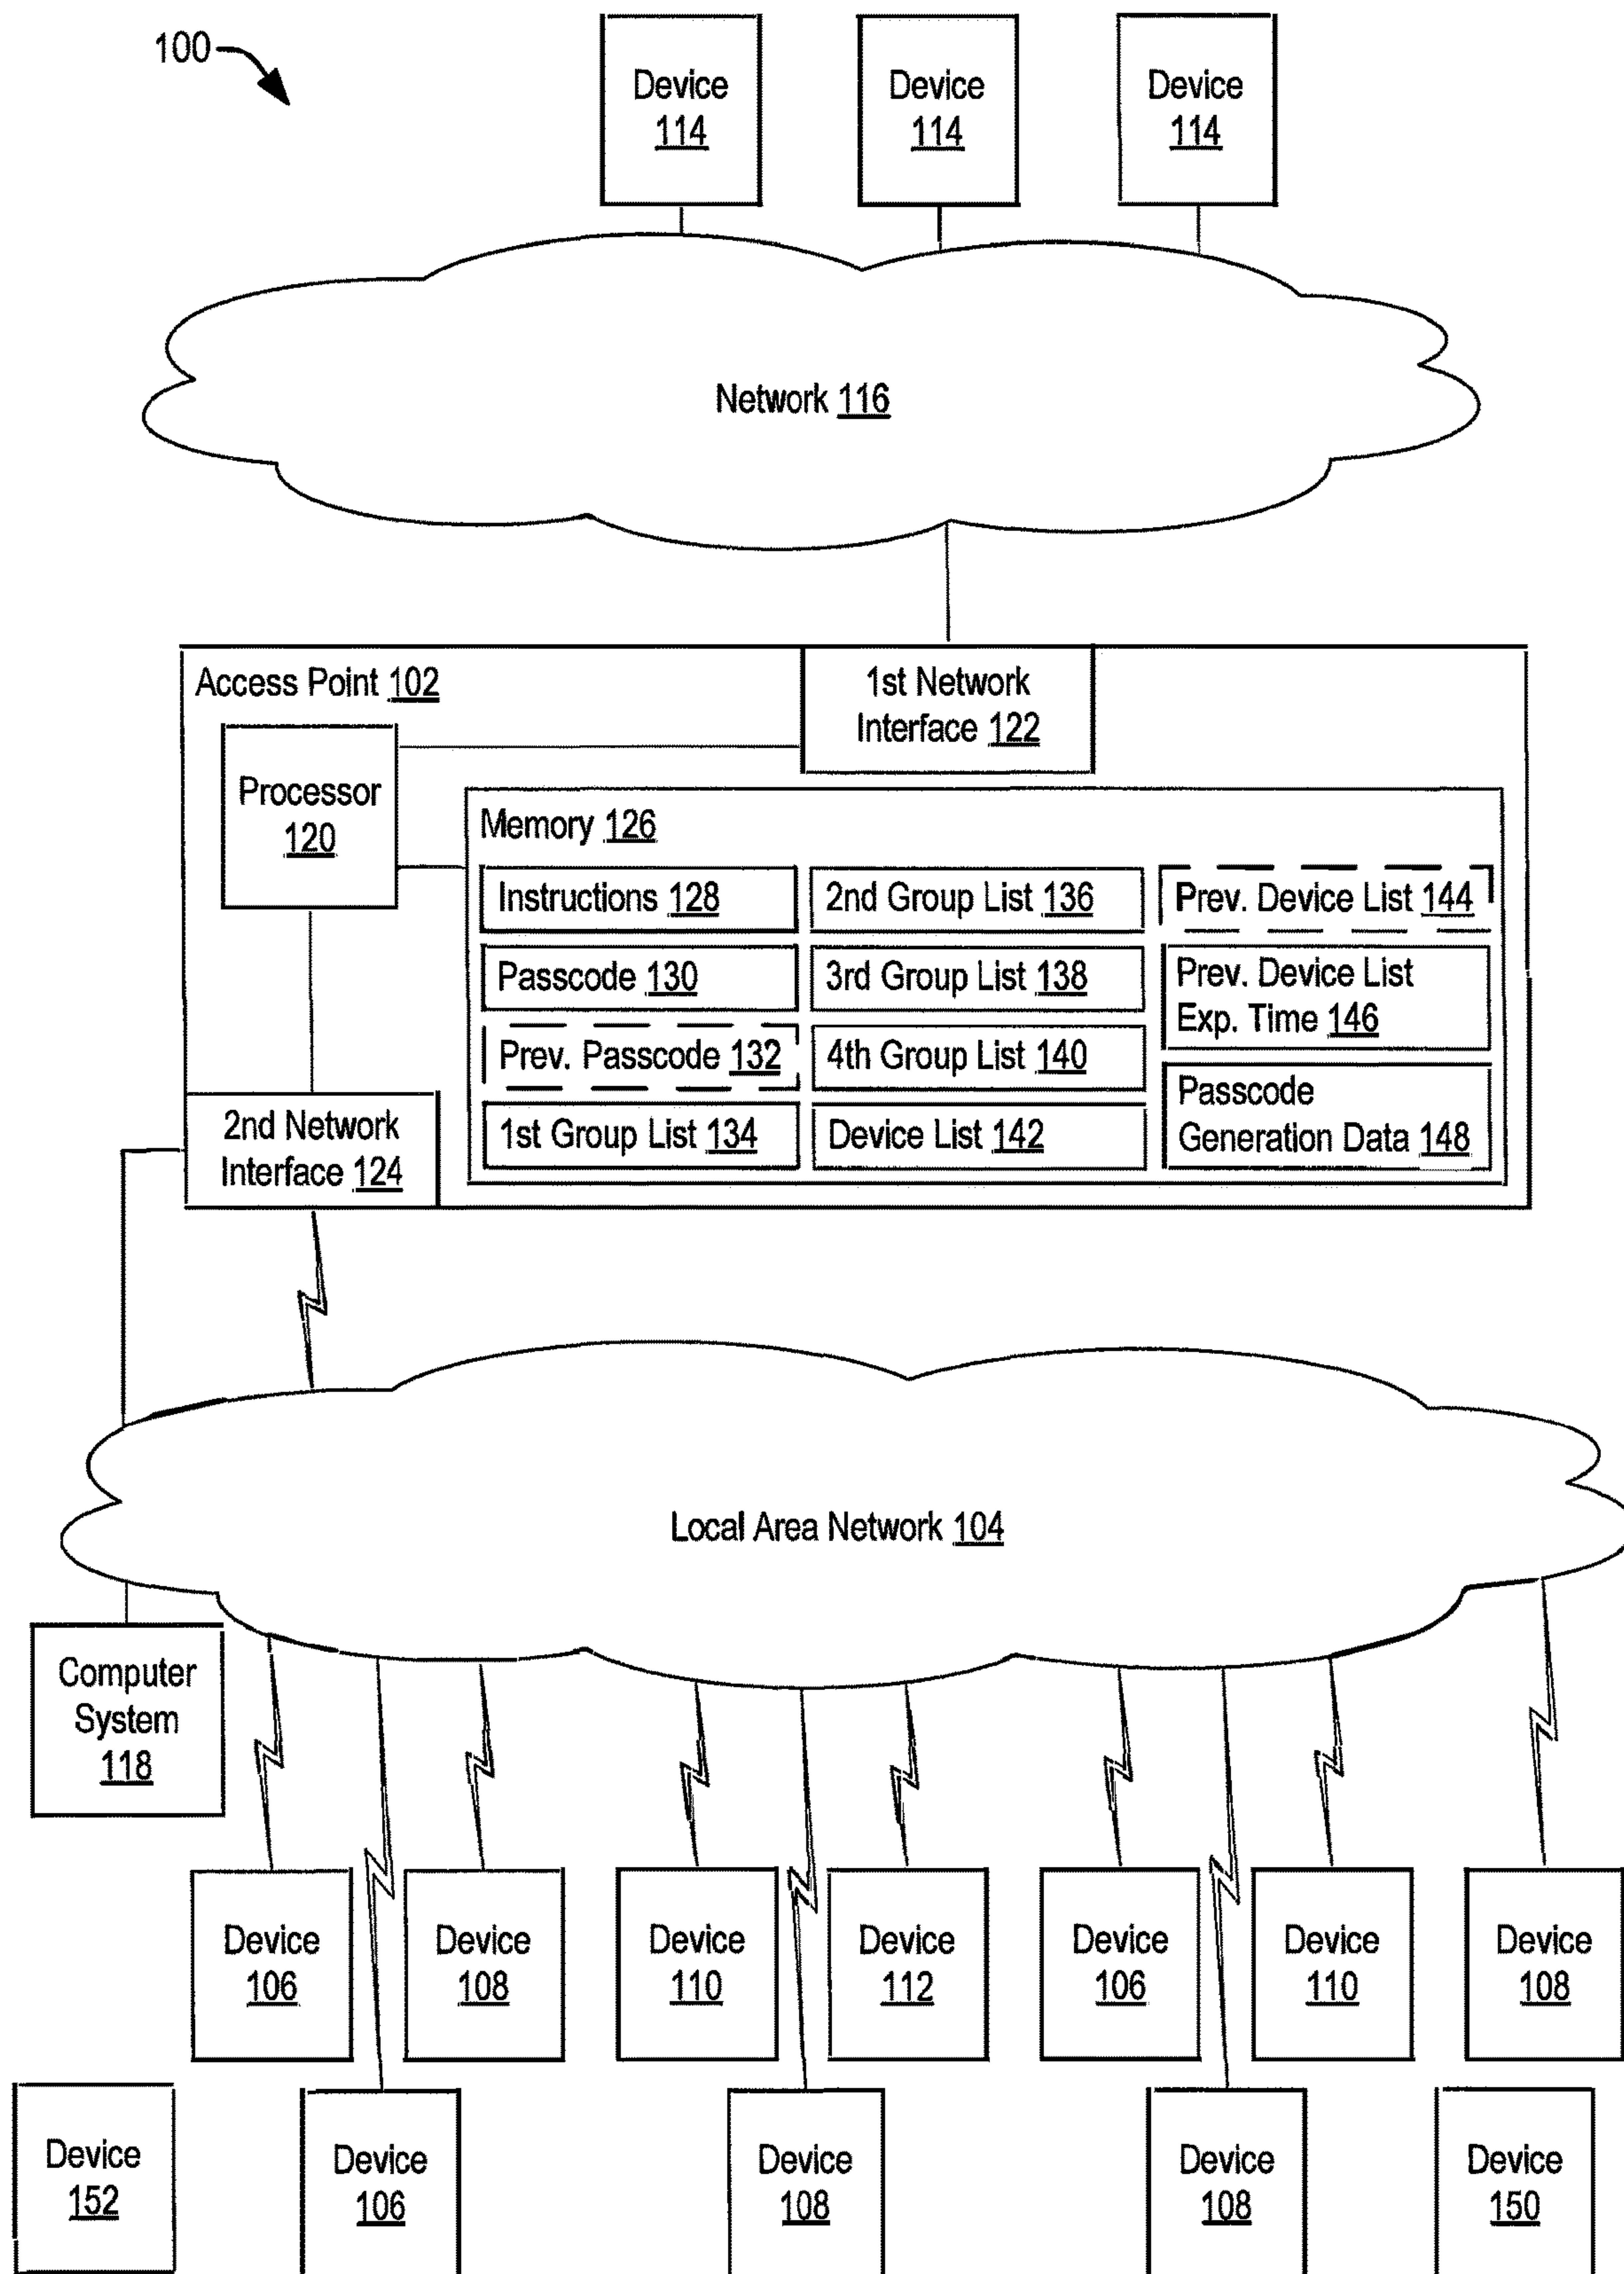 100
Device
114
Device
114
Device
114
Network 116
Access Point 102
1st Network
Interface 122
Processor
120
Memory 126
Instructions 128
2nd Group List 136
Prev. Device List 144
Passcode 130
3rd Group List 138
Prev. Device List
Exp. Time 146
Prev. Passcode 132
4th Group List 140
Passcode
Generation Data 148
1st Group List 134
Device List 142
2nd Network
Interface 124
Local Area Network 104
Computer
System
118
Device
106
Device
108
Device
110
Device
112
Device
106
Device
110
Device
108
Device
152
Device
106
Device
108
Device
108
Device
150